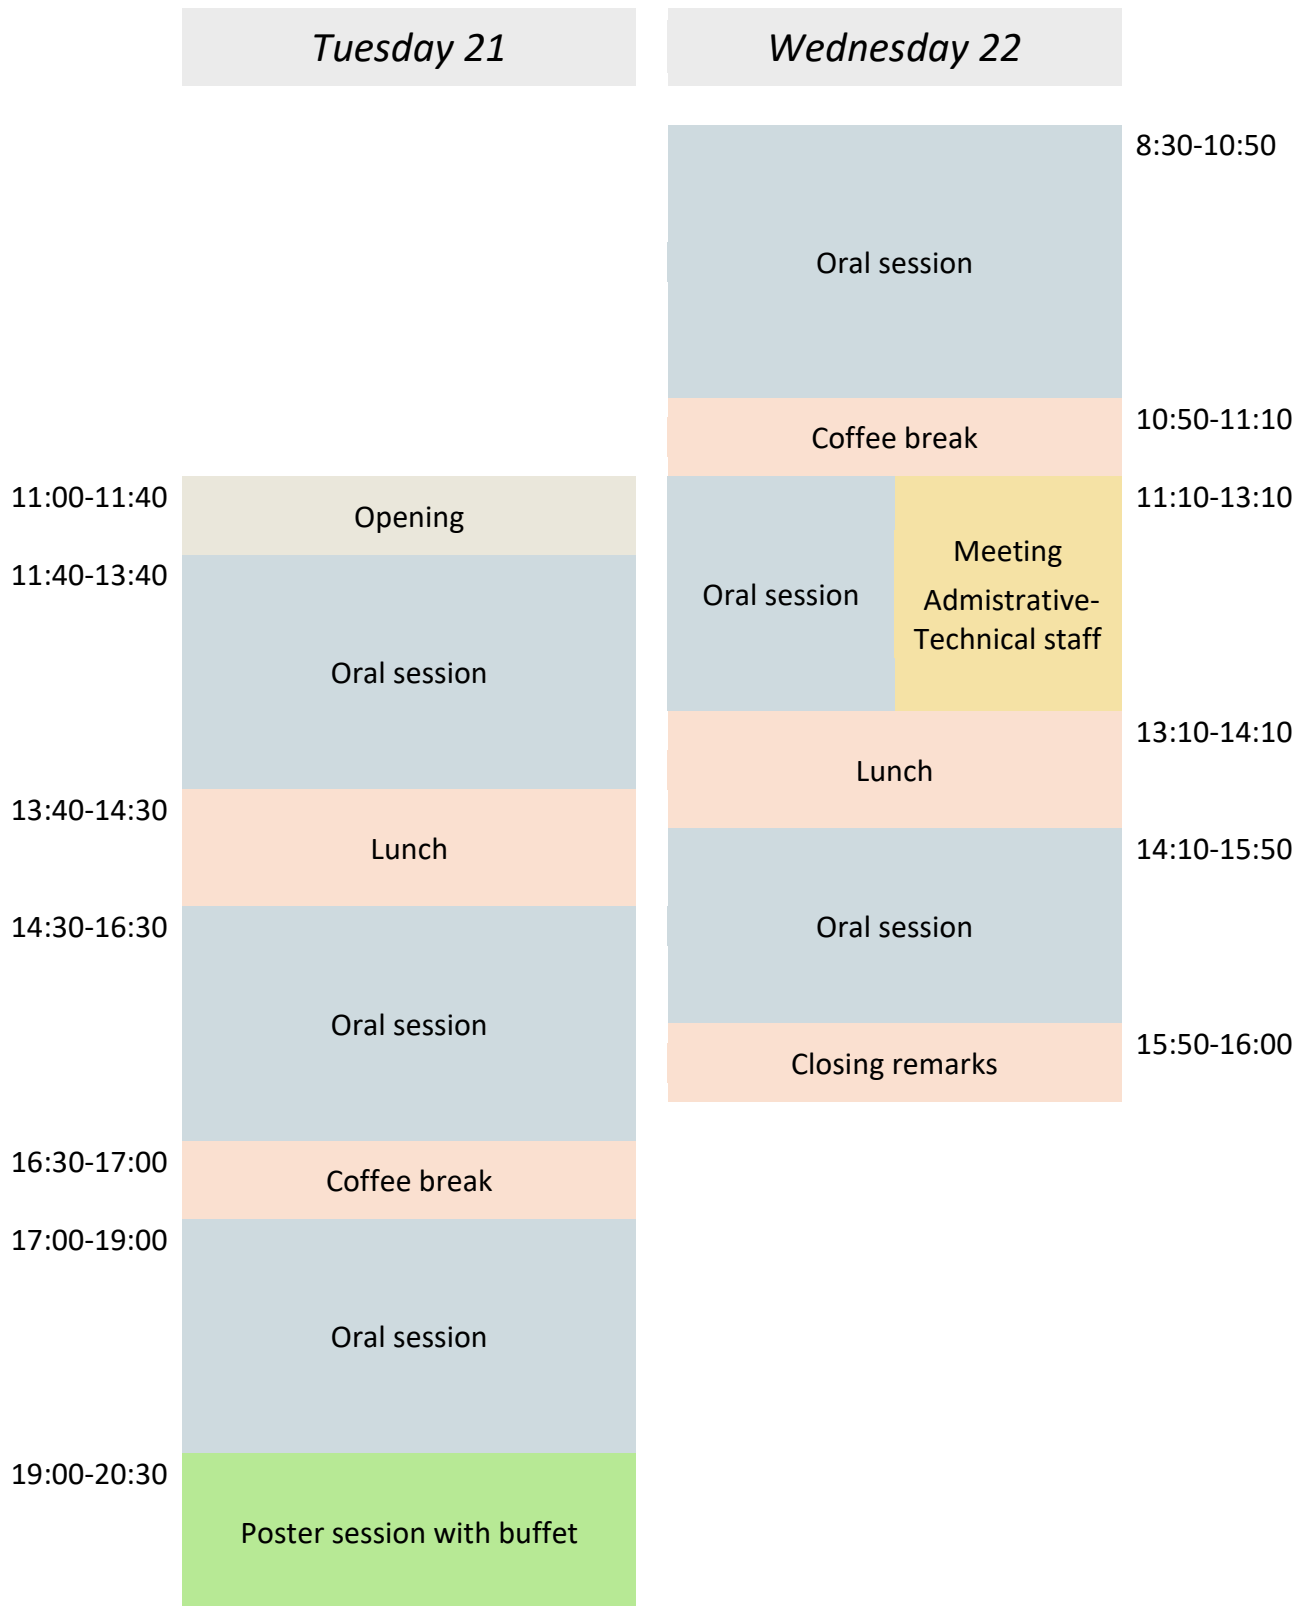 Tuesday 21
11:00-11:40
Opening
11:40-13:40
Oral session
13:40-14:30
Lunch
14:30-16:30
Oral session
16:30-17:00
Coffee break
17:00-19:00
Oral session
19:00-20:30
Poster session with buffet
Wednesday 22
8:30-10:50
Oral session
10:50-11:10
Coffee break
11:10-13:10
Oral session
Meeting
Admistrative-
Technical staff
13:10-14:10
Lunch
14:10-15:50
Oral session
15:50-16:00
Closing remarks